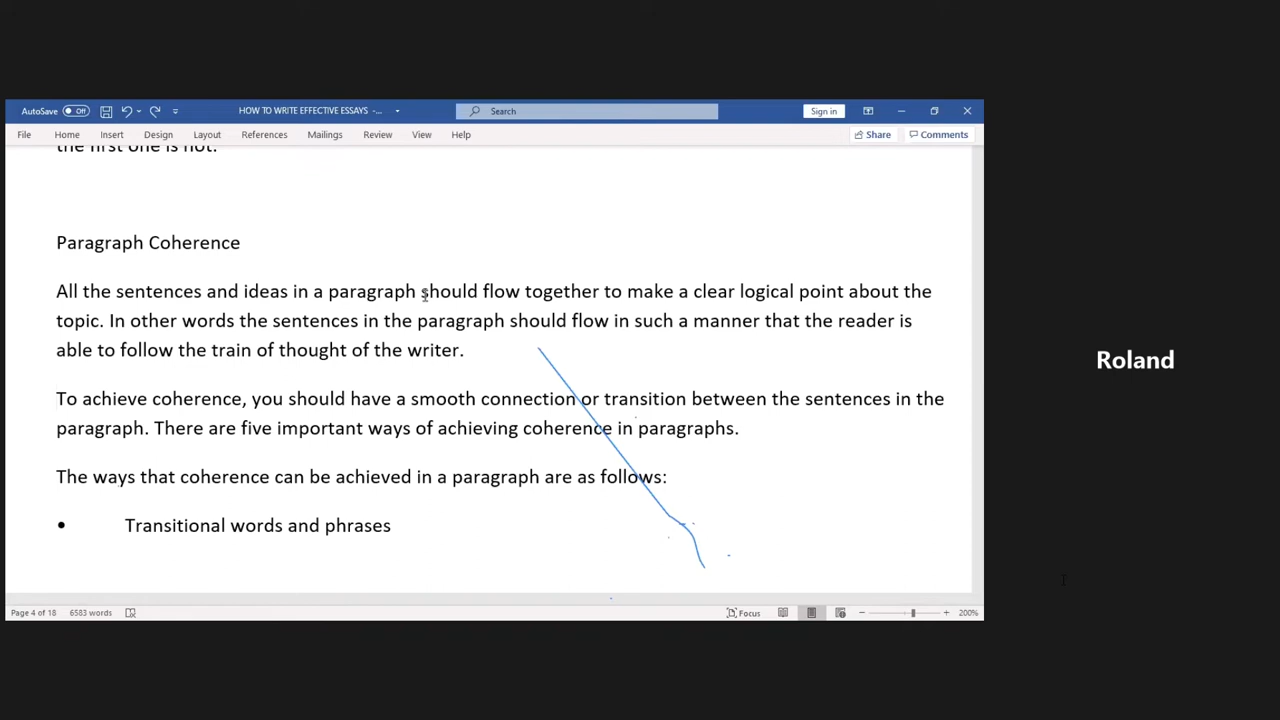 AutoSave Off HOW TO WRITE EFFECTIVE ESSAYS -... Search Sign in
File Home Insert Design Layout References Mailings Review View Help Share Comments
the first one is not.
Paragraph Coherence
All the sentences and ideas in a paragraph should flow together to make a clear logical point about the
topic. In other words the sentences in the paragraph should flow in such a manner that the reader is
able to follow the train of thought of the writer.
To achieve coherence, you should have a smooth connection or transition between the sentences in the
paragraph. There are five important ways of achieving coherence in paragraphs.
The ways that coherence can be achieved in a paragraph are as follows:
• Transitional words and phrases
Page 4 of 18 6583 words Focus 200%
Roland